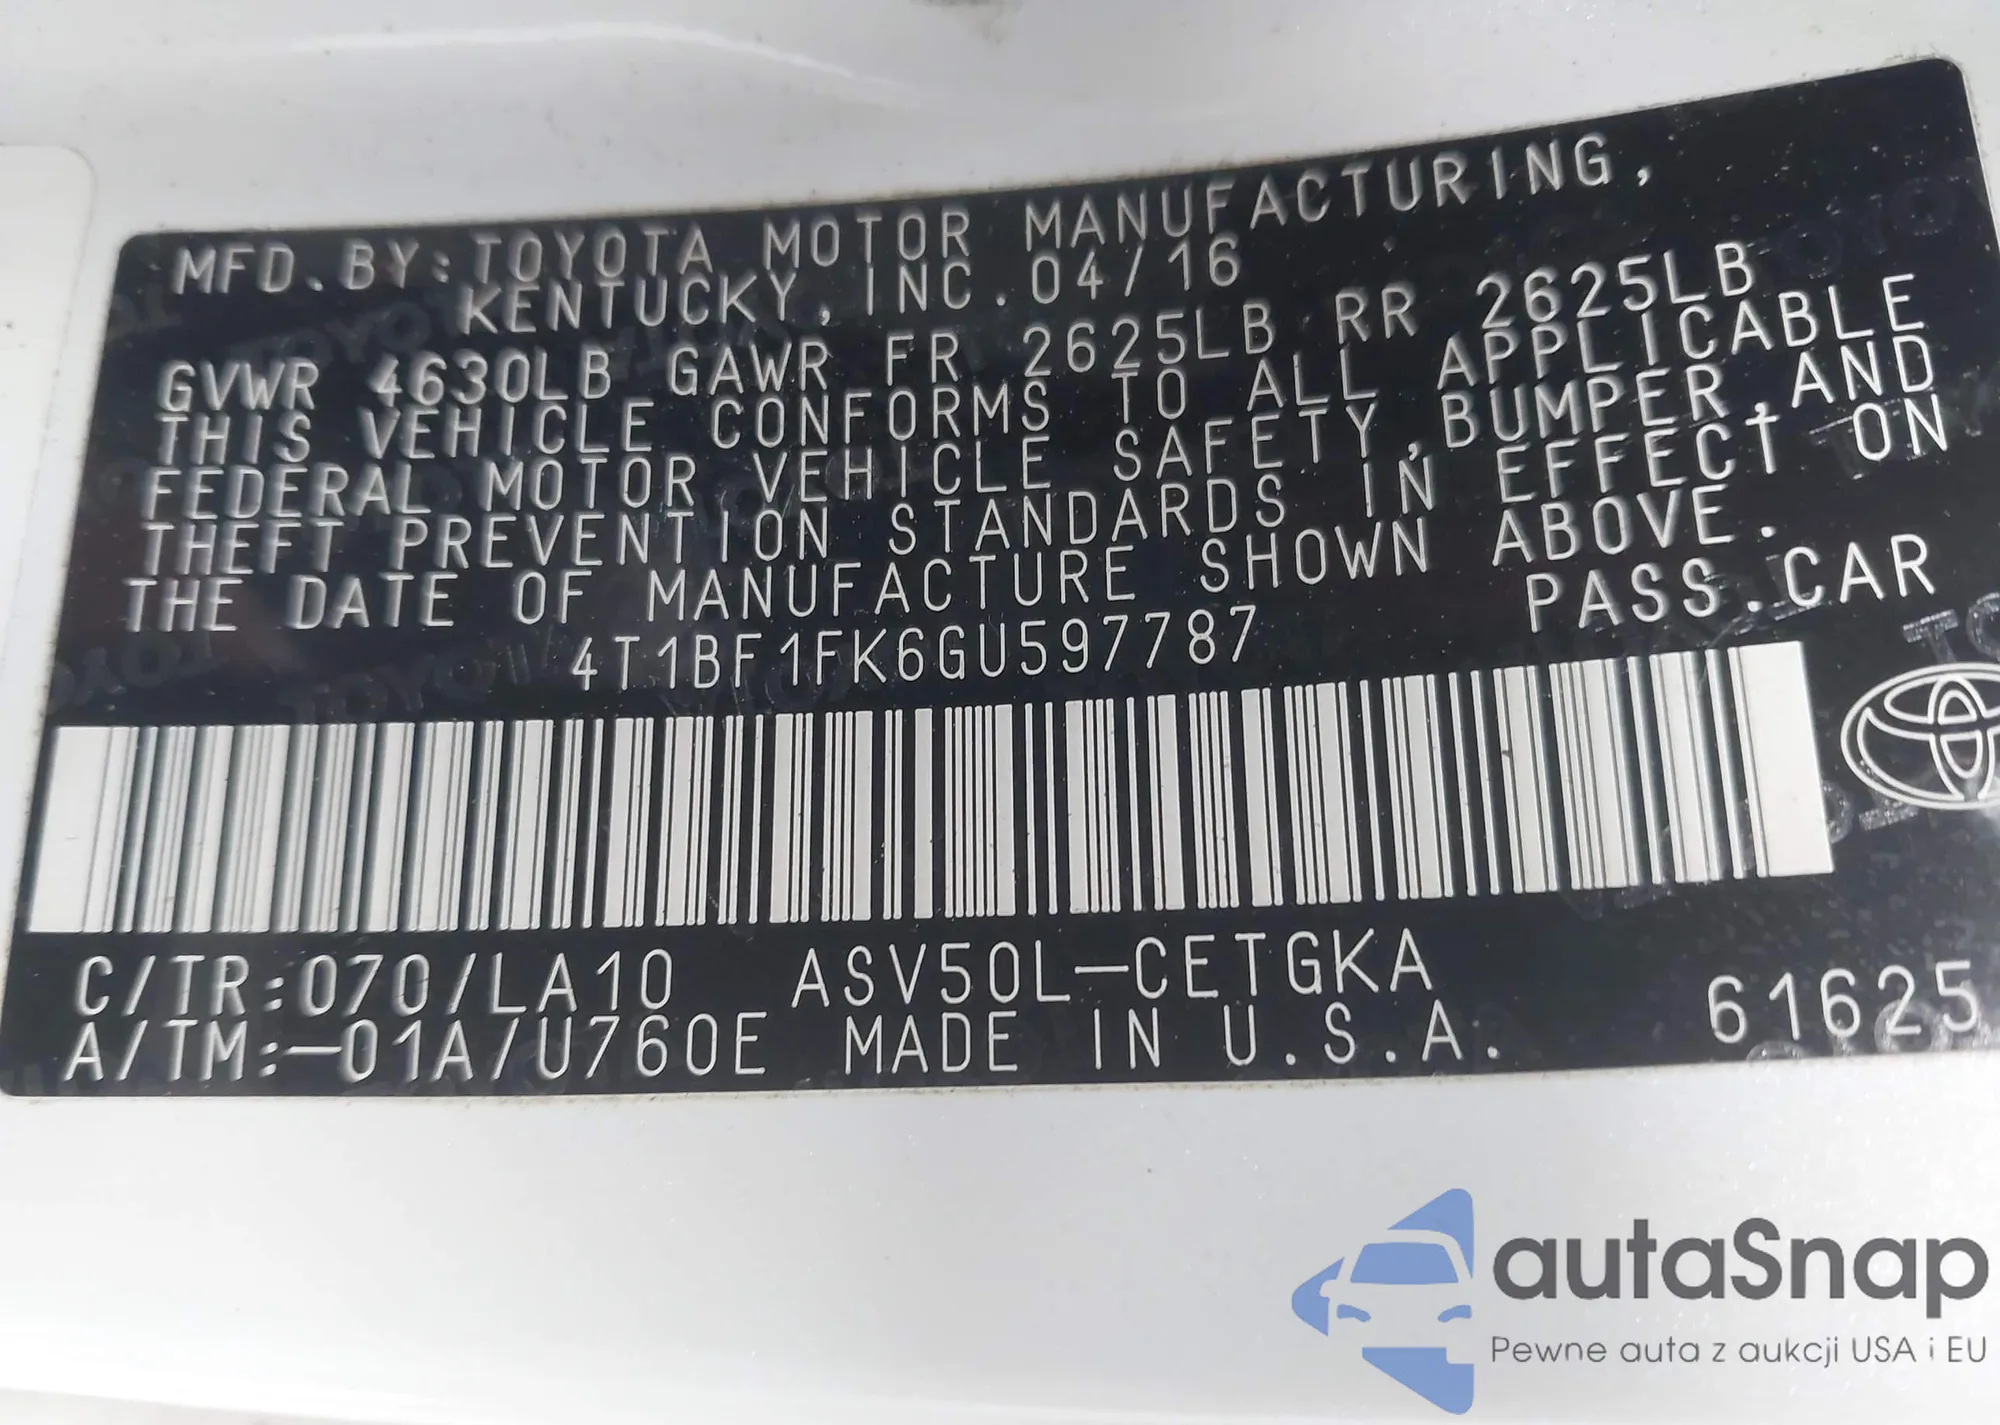 MFD. BY: TOYOTA MOTOR MANUFACTURING,
KENTUCKY, INC. 04/16
GVWR 4630LB GAWR FR 2625LB RR 2625LB
THIS VEHICLE CONFORMS TO ALL APPLICABLE
FEDERAL MOTOR VEHICLE SAFETY, BUMPER, AND
THEFT PREVENTION STANDARDS IN EFFECT ON
THE DATE OF MANUFACTURE SHOWN ABOVE.
4T1BF1FK6GU597787
PASS. CAR
C/TR:070/LA10 ASV50L-CETGKA
A/TM:-01A/U760E MADE IN U.S.A.
61625
autaSnap
Pewne auta z aukcji USA i EU